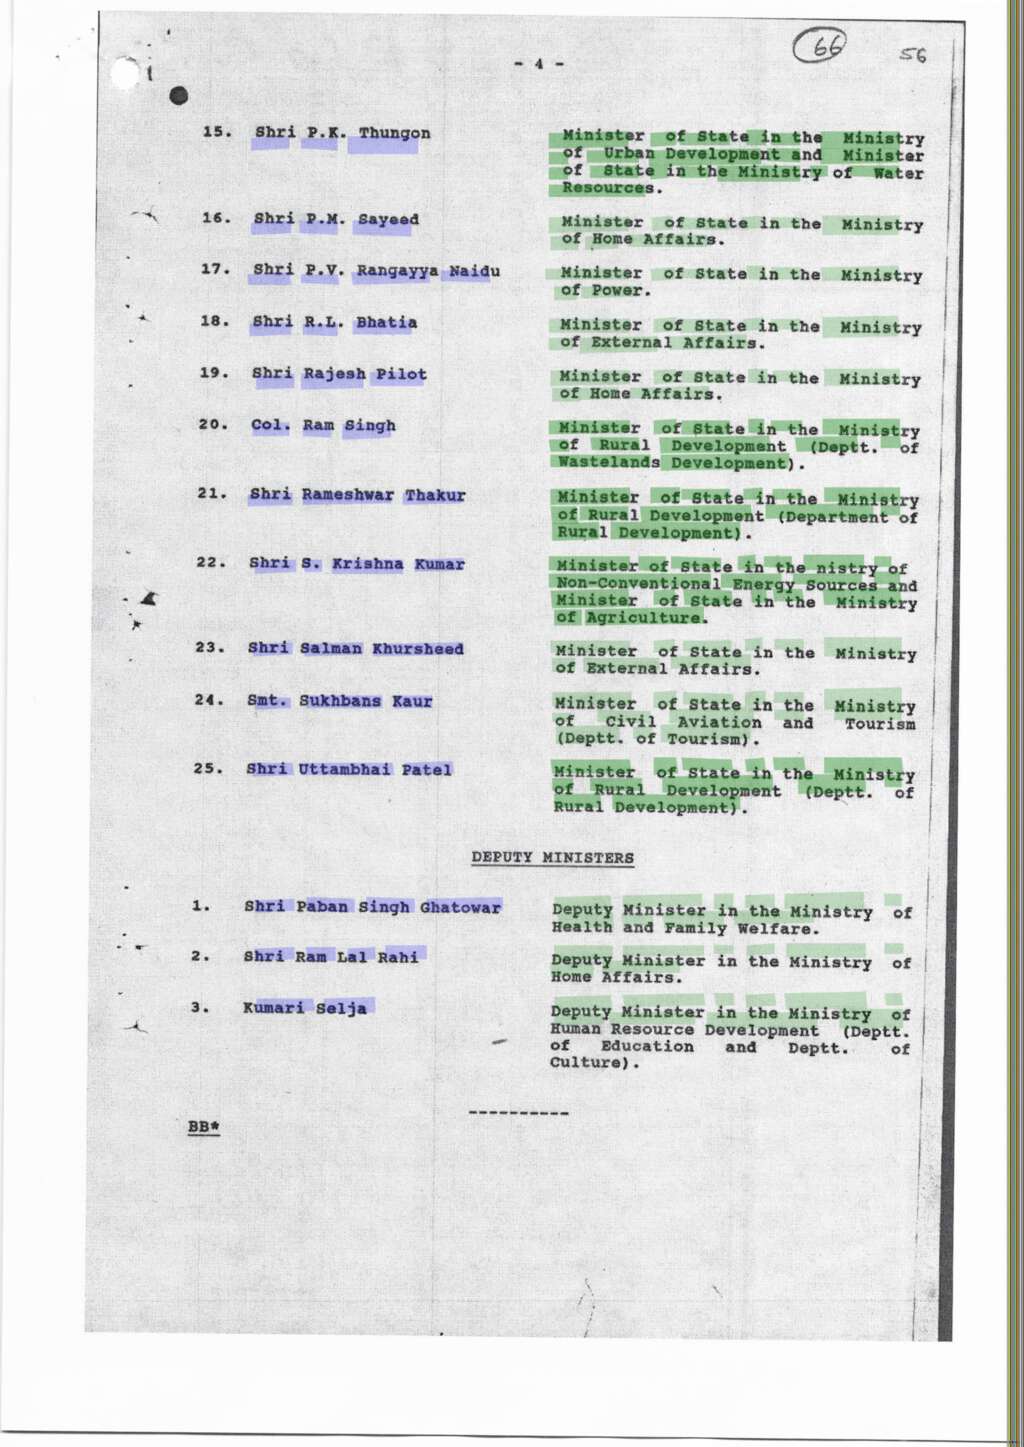 66 56
- 4 -
15. Shri P.K. Thungon Minister of State in the Ministry
of Urban Development and Minister
of State in the Ministry of Water
Resources.
16. Shri P.M. Sayeed Minister of State in the Ministry
of Home Affairs.
17. Shri P.V. Rangayya Naidu Minister of State in the Ministry
of Power.
18. Shri R.L. Bhatia Minister of State in the Ministry
of External Affairs.
19. Shri Rajesh Pilot Minister of State in the Ministry
of Home Affairs.
20. Col. Ram Singh Minister of State in the Ministry
of Rural Development (Deptt. of
Wastelands Development).
21. Shri Rameshwar Thakur Minister of State in the Ministry
of Rural Development (Department of
Rural Development).
22. Shri S. Krishna Kumar Minister of State in the nistry of
Non-Conventional Energy Sources and
Minister of State in the Ministry
of Agriculture.
23. Shri Salman Khursheed Minister of State in the Ministry
of External Affairs.
24. Smt. Sukhbans Kaur Minister of State in the Ministry
of Civil Aviation and Tourism
(Deptt. of Tourism).
25. Shri Uttambhai Patel Minister of State in the Ministry
of Rural Development (Deptt. of
Rural Development).
DEPUTY MINISTERS
1. Shri Paban Singh Ghatowar Deputy Minister in the Ministry of
Health and Family Welfare.
2. Shri Ram Lal Rahi Deputy Minister in the Ministry of
Home Affairs.
3. Kumari Selja Deputy Minister in the Ministry of
Human Resource Development (Deptt.
of Education and Deptt. of
Culture).
----------
BB*